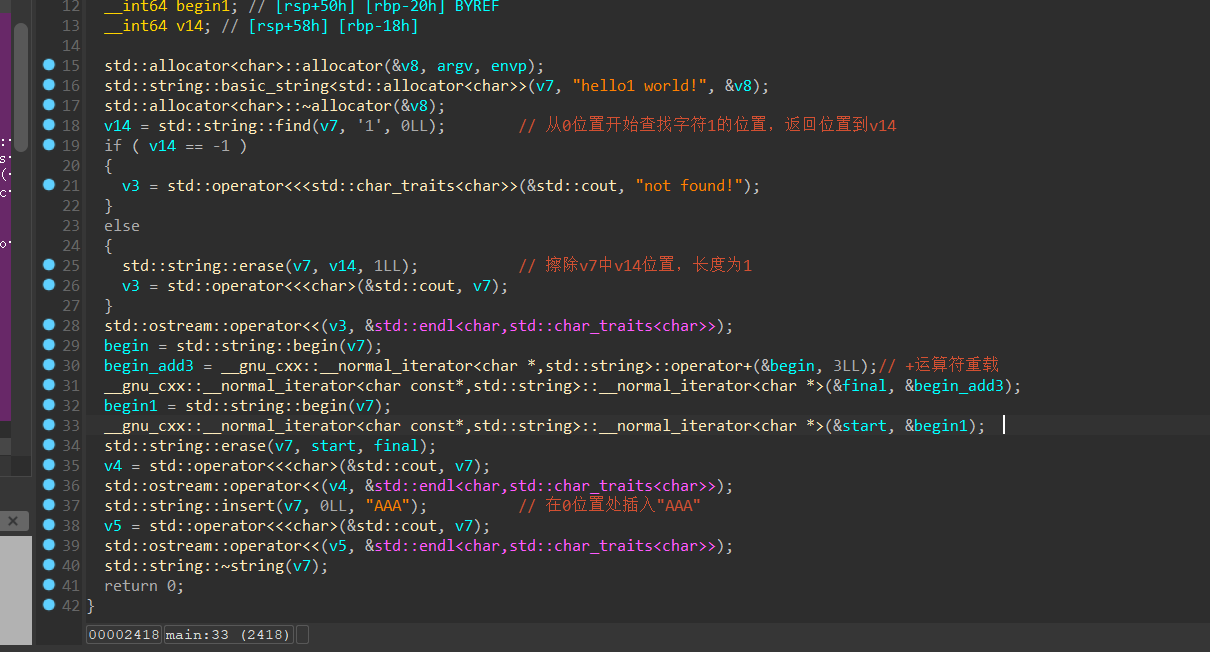 12 __int64 begin1; // [rsp+50h] [rbp-20h] BYREF
13 __int64 v14; // [rsp+58h] [rbp-18h]
14
15 std::allocator<char>::allocator(&v8, argv, envp);
16 std::string::basic_string<std::allocator<char>>(v7, "hello1 world!", &v8);
17 std::allocator<char>::~allocator(&v8);
18 v14 = std::string::find(v7, '1', 0LL); // 从0位置开始查找字符1的位置，返回位置到v14
19 if ( v14 == -1 )
20 {
21 v3 = std::operator<<<std::char_traits<char>>(&std::cout, "not found!");
22 }
23 else
24 {
25 std::string::erase(v7, v14, 1LL); // 擦除v7中v14位置，长度为1
26 v3 = std::operator<<<char>(&std::cout, v7);
27 }
28 std::ostream::operator<<(v3, &std::endl<char,std::char_traits<char>>);
29 begin = std::string::begin(v7);
30 begin_add3 = __gnu_cxx::__normal_iterator<char *,std::string>::operator+(&begin, 3LL);// +运算符重载
31 __gnu_cxx::__normal_iterator<char const*,std::string>::__normal_iterator<char *>(&final, &begin_add3);
32 begin1 = std::string::begin(v7);
33 __gnu_cxx::__normal_iterator<char const*,std::string>::__normal_iterator<char *>(&start, &begin1);
34 std::string::erase(v7, start, final);
35 v4 = std::operator<<<char>(&std::cout, v7);
36 std::ostream::operator<<(v4, &std::endl<char,std::char_traits<char>>);
37 std::string::insert(v7, 0LL, "AAA"); // 在0位置处插入"AAA"
38 v5 = std::operator<<<char>(&std::cout, v7);
39 std::ostream::operator<<(v5, &std::endl<char,std::char_traits<char>>);
40 std::string::~string(v7);
41 return 0;
42 }
00002418 main:33 (2418)